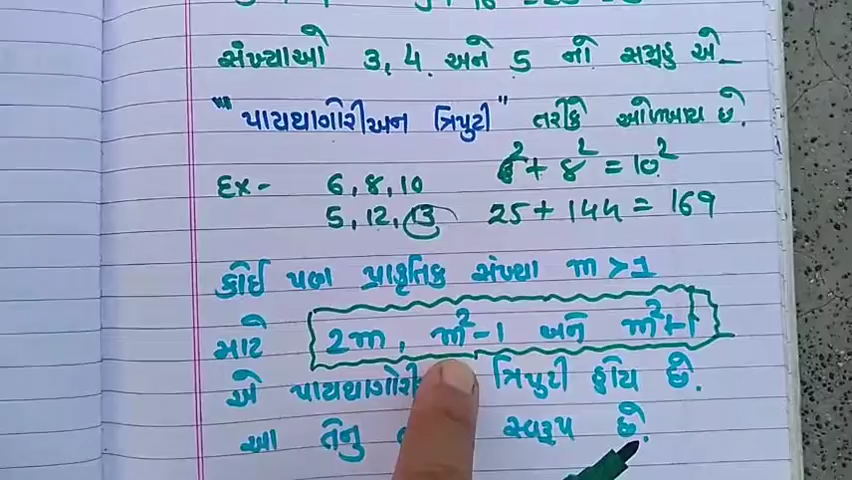 સંખ્યાઓ 3, 4 અને 5 નો સમૂહ એ
"પાયથાગોરીઅન ત્રિપુટી" તરીકે ઓળખાય છે.
Ex- 6, 8, 10 6² + 8² = 10²
5, 12, 13 25 + 144 = 169
કોઈ પણ પ્રાકૃતિક સંખ્યા m > 1
માટે 2m, m²-1 અને m²+1
એ પાયથાગોરી ત્રિપુટી હોય છે.
આ તેનુ સ્વરૂપ છે.